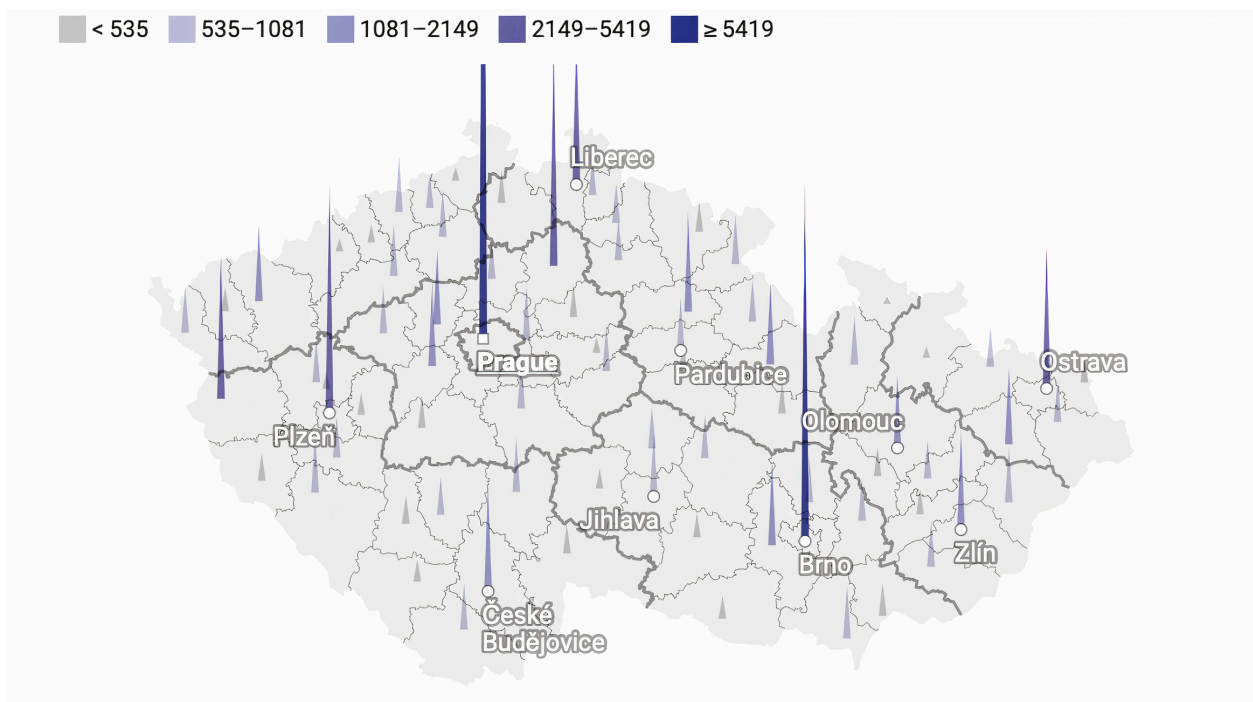 < 535 535–1081 1081–2149 2149–5419 ≥ 5419
Liberec
Prague
Pardubice
Ostrava
Plzeň
Olomouc
Jihlava
Brno
Zlín
České
Budějovice